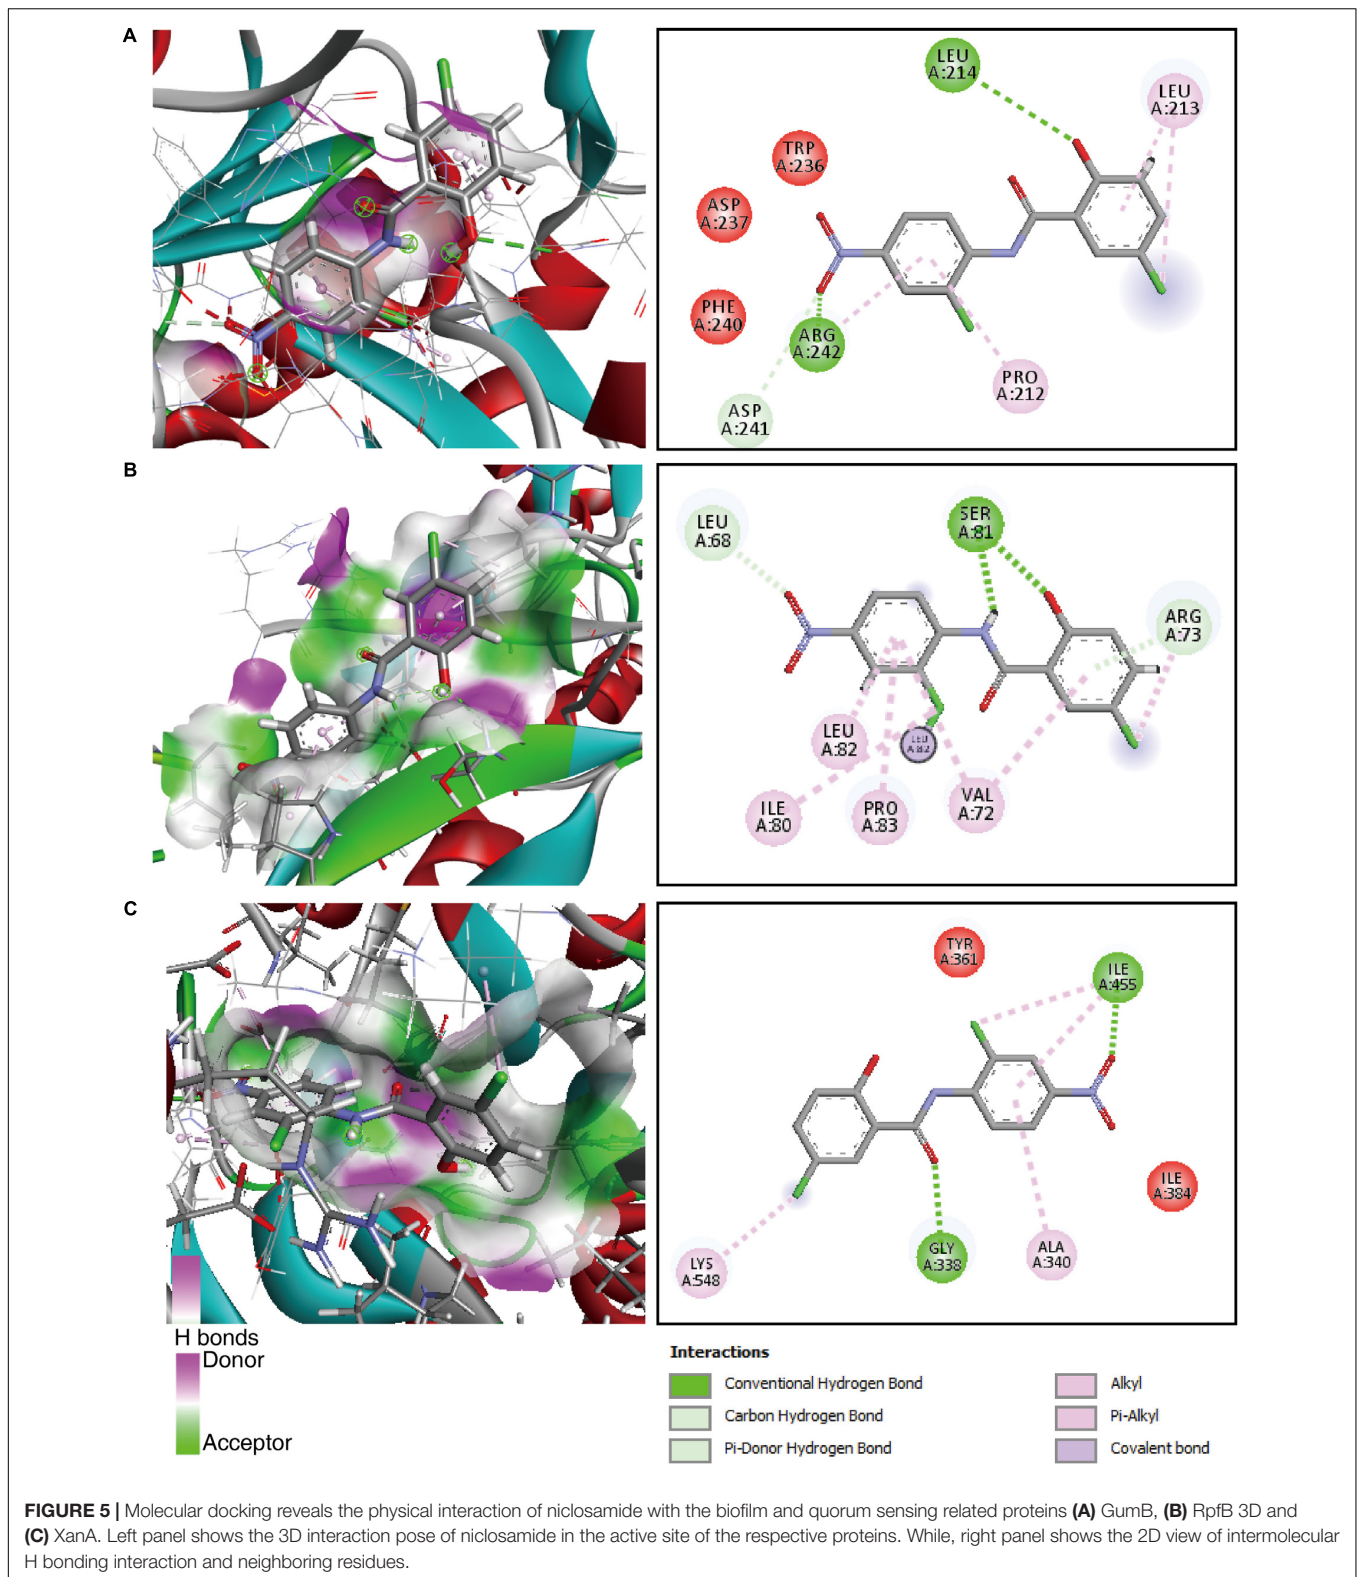 A
LEU
A:214
LEU
A:213
TRP
A:236
ASP
A:237
PHE
A:240
ARG
A:242
PRO
A:212
ASP
A:241
B
LEU
A:68
SER
A:81
ARG
A:73
LEU
A:82
LEU
A:82
ILE
A:80
PRO
A:83
VAL
A:72
C
TYR
A:361
ILE
A:455
ILE
A:384
LYS
A:548
GLY
A:338
ALA
A:340
H bonds
Donor
Acceptor
Interactions
Conventional Hydrogen Bond
Carbon Hydrogen Bond
Pi-Donor Hydrogen Bond
Alkyl
Pi-Alkyl
Covalent bond
FIGURE 5 | Molecular docking reveals the physical interaction of niclosamide with the biofilm and quorum sensing related proteins (A) GumB, (B) RpfB 3D and
(C) XanA. Left panel shows the 3D interaction pose of niclosamide in the active site of the respective proteins. While, right panel shows the 2D view of intermolecular
H bonding interaction and neighboring residues.